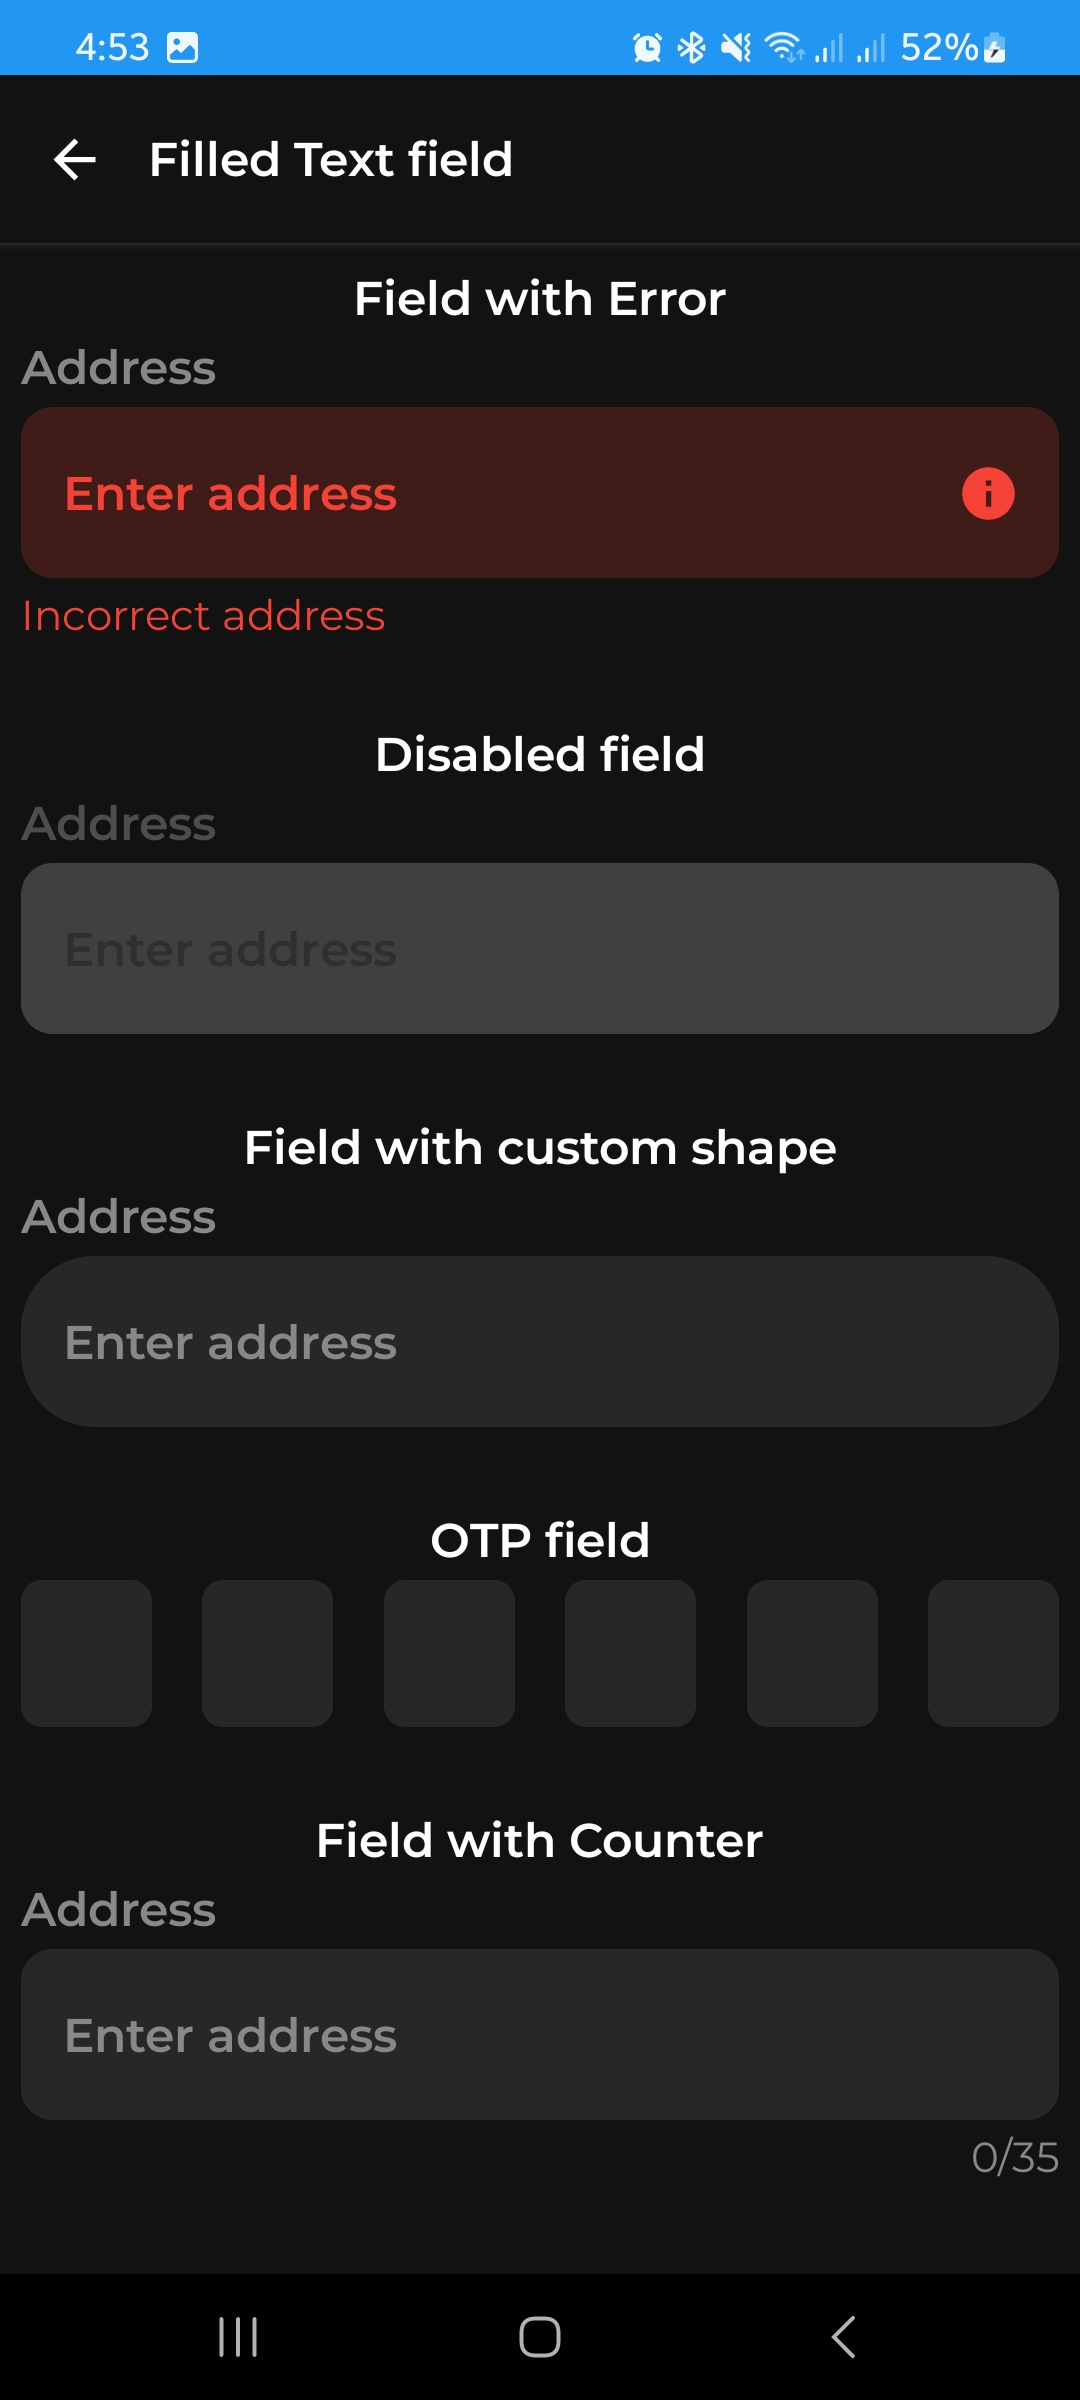 4:53
52%
Filled Text field
Field with Error
Address
Enter address
Incorrect address
Disabled field
Address
Enter address
Field with custom shape
Address
Enter address
OTP field
Field with Counter
Address
Enter address
0/35